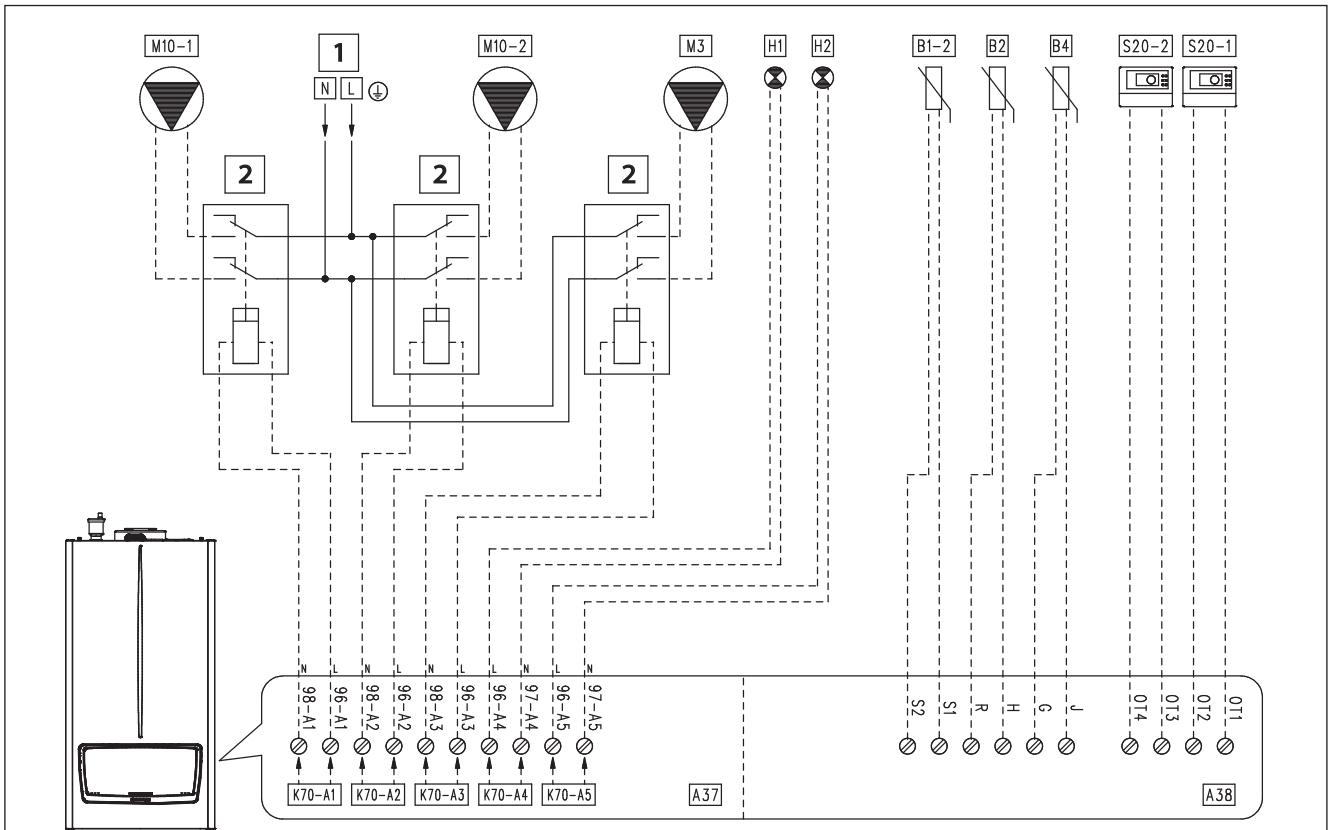 M10-1
1
M10-2
M3
H1
H2
B1-2
B2
B4
S20-2
S20-1
N
L
2
2
2
N
L
N
L
N
L
L
N
L
N
98-A1
96-A1
98-A2
96-A2
98-A3
96-A3
96-A4
97-A4
96-A5
97-A5
S2
S1
R
H
G
J
OT4
OT3
OT2
OT1
K70-A1
K70-A2
K70-A3
K70-A4
K70-A5
A37
A38